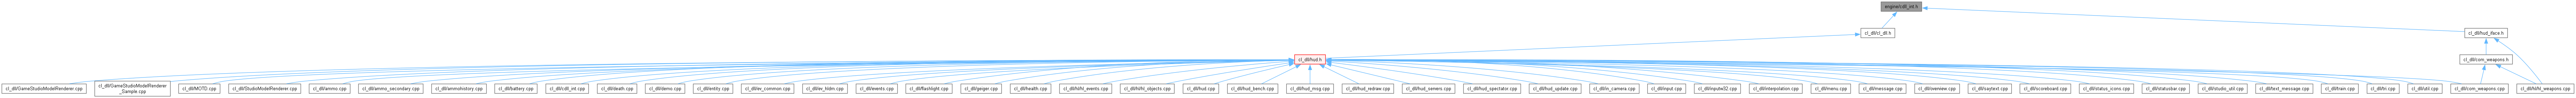 engine/cdll_int.h
cl_dll/cl_dll.h
cl_dll/hud_iface.h
cl_dll/hud.h
cl_dll/com_weapons.h
cl_dll/GameStudioModelRenderer.cpp
cl_dll/GameStudioModelRenderer
_Sample.cpp
cl_dll/MOTD.cpp
cl_dll/StudioModelRenderer.cpp
cl_dll/ammo.cpp
cl_dll/ammo_secondary.cpp
cl_dll/ammohistory.cpp
cl_dll/battery.cpp
cl_dll/cdll_int.cpp
cl_dll/death.cpp
cl_dll/demo.cpp
cl_dll/entity.cpp
cl_dll/ev_common.cpp
cl_dll/ev_hldm.cpp
cl_dll/events.cpp
cl_dll/flashlight.cpp
cl_dll/geiger.cpp
cl_dll/health.cpp
cl_dll/hl/hl_events.cpp
cl_dll/hl/hl_objects.cpp
cl_dll/hud.cpp
cl_dll/hud_bench.cpp
cl_dll/hud_msg.cpp
cl_dll/hud_redraw.cpp
cl_dll/hud_servers.cpp
cl_dll/hud_spectator.cpp
cl_dll/hud_update.cpp
cl_dll/in_camera.cpp
cl_dll/input.cpp
cl_dll/inputw32.cpp
cl_dll/interpolation.cpp
cl_dll/menu.cpp
cl_dll/message.cpp
cl_dll/overview.cpp
cl_dll/saytext.cpp
cl_dll/scoreboard.cpp
cl_dll/status_icons.cpp
cl_dll/statusbar.cpp
cl_dll/studio_util.cpp
cl_dll/text_message.cpp
cl_dll/train.cpp
cl_dll/tri.cpp
cl_dll/util.cpp
cl_dll/com_weapons.cpp
cl_dll/hl/hl_weapons.cpp